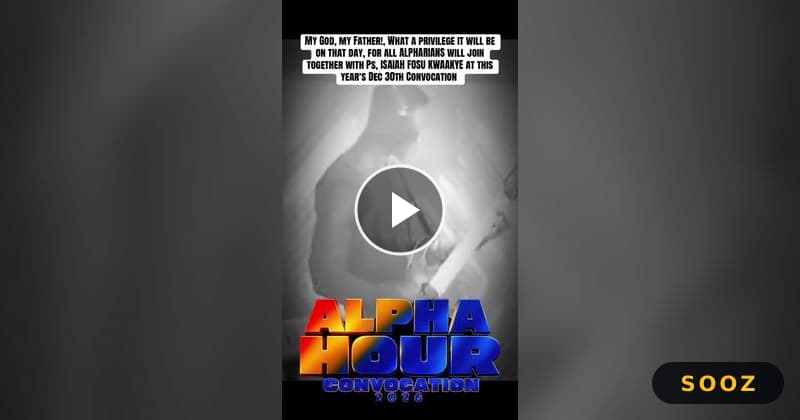 My God, my Father!, What a privilege it will be
on that day, for all ALPHARIANS will join
together with Ps, ISAIAH FOSU KWAAKYE at this
year's Dec 30th Convocation
ALPHA
HOUR
CONVOCATION
2026
SOOZ